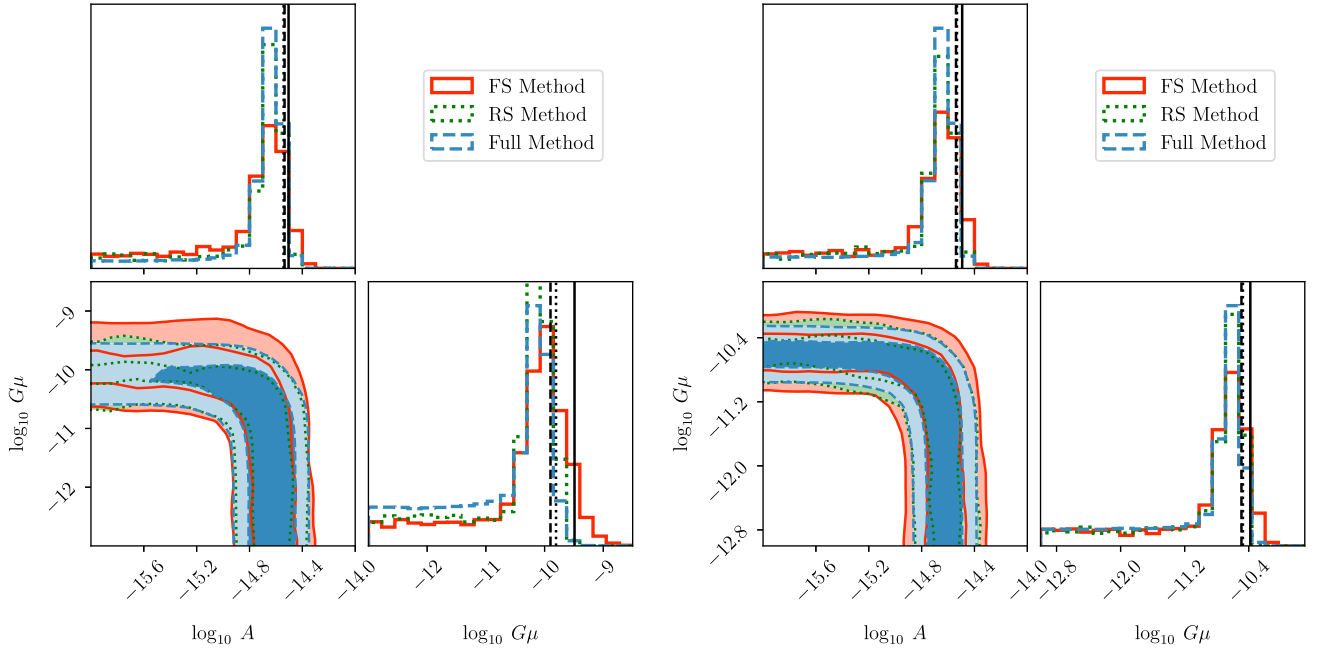 FS Method
RS Method
Full Method
FS Method
RS Method
Full Method
log₁₀ Gμ
−9
−10
−11
−12
−15.6
−15.2
−14.8
−14.4
−14.0
−12
−11
−10
−9
log₁₀ A
log₁₀ Gμ
log₁₀ Gμ
−10.4
−11.2
−12.0
−12.8
−15.6
−15.2
−14.8
−14.4
−14.0
−12.8
−12.0
−11.2
−10.4
log₁₀ A
log₁₀ Gμ